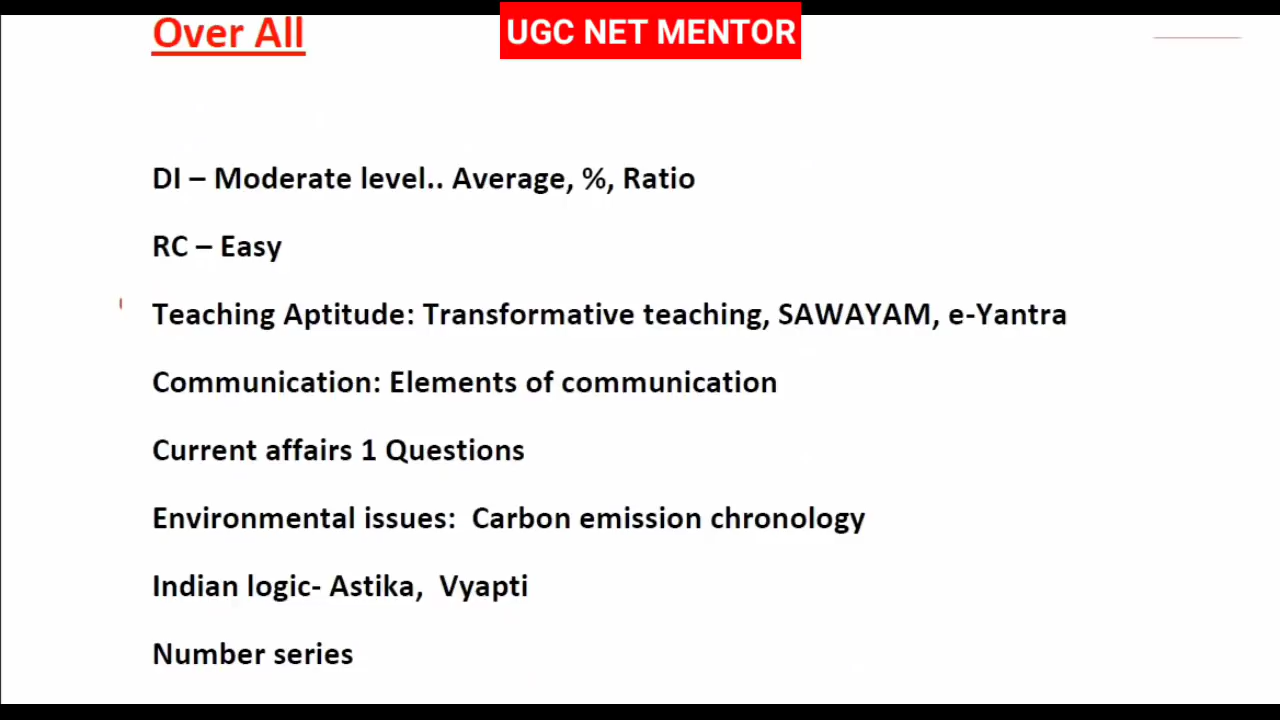 Over All
UGC NET MENTOR
DI – Moderate level.. Average, %, Ratio
RC – Easy
Teaching Aptitude: Transformative teaching, SAWAYAM, e-Yantra
Communication: Elements of communication
Current affairs 1 Questions
Environmental issues:  Carbon emission chronology
Indian logic- Astika,  Vyapti
Number series